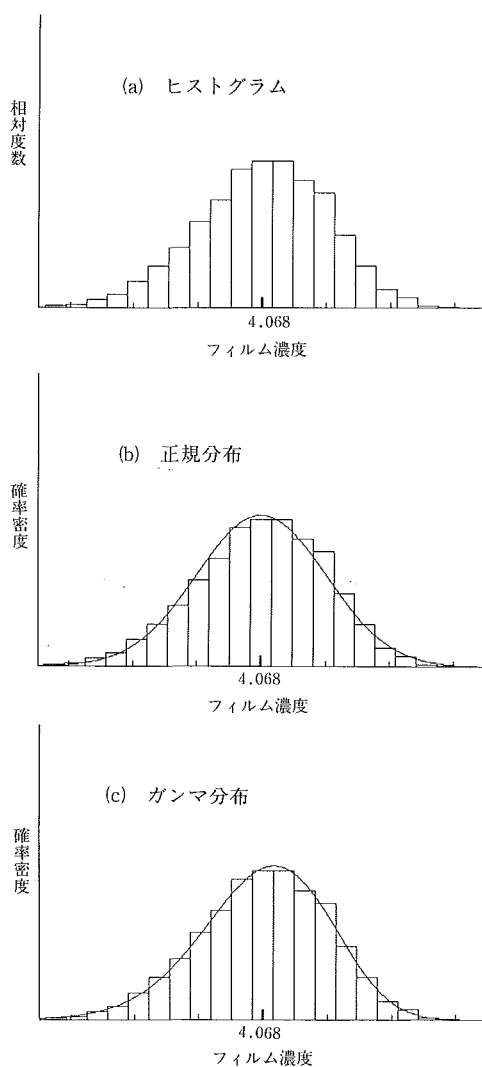 (a) ヒストグラム
相対度数
4.068
フィルム濃度
(b) 正規分布
確率密度
4.068
フィルム濃度
(c) ガンマ分布
確率密度
4.068
フィルム濃度